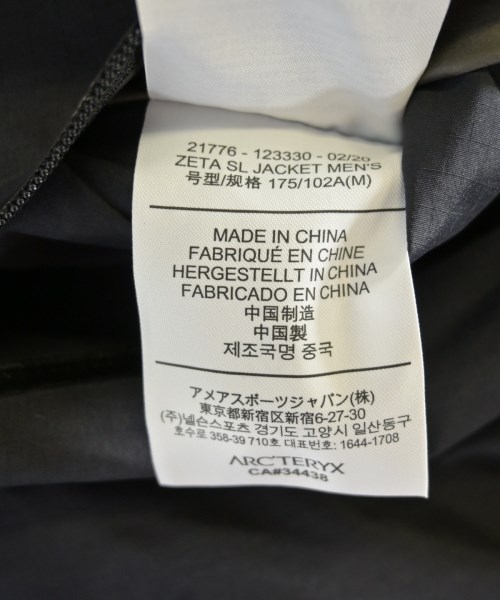 21776 - 123330 - 02/20
ZETA SL JACKET MEN'S
号型/规格 175/102A(M)
MADE IN CHINA
FABRIQUÉ EN CHINE
HERGESTELLT IN CHINA
FABRICADO EN CHINA
中国制造
中国製
제조국명 중국
アメアスポーツジャパン(株)
東京都新宿区新宿6-27-30
(주)넬슨스포츠 경기도 고양시 일산동구
호수로 358-39 710호 대표번호: 1644-1708
ARC'TERYX
CA#34438